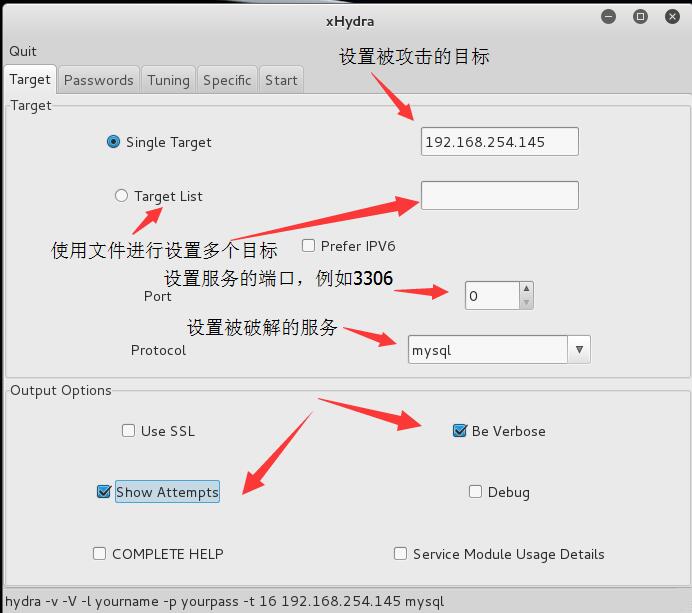 xHydra
Quit
设置被攻击的目标
Target Passwords Tuning Specific Start
Target
Single Target 192.168.254.145
Target List
使用文件进行设置多个目标 Prefer IPV6
设置服务的端口，例如3306
Port 0
设置被破解的服务
Protocol mysql
Output Options
Use SSL Be Verbose
Show Attempts Debug
COMPLETE HELP Service Module Usage Details
hydra -v -V -l yourname -p yourpass -t 16 192.168.254.145 mysql